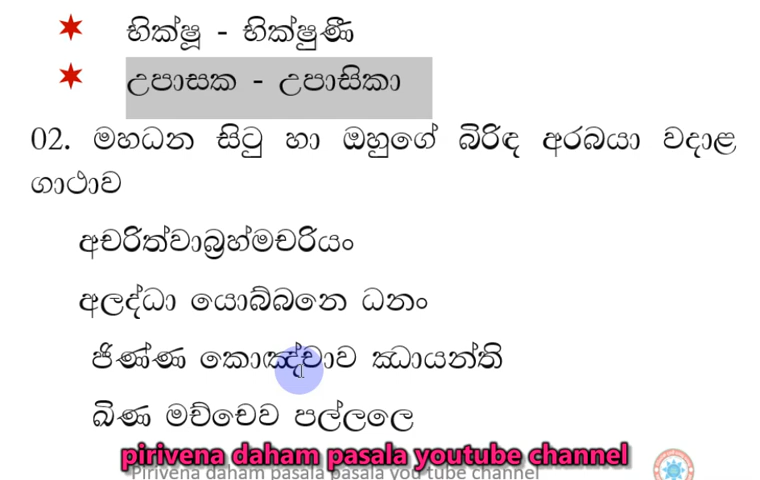 භික්ෂූ - භික්ෂුණී
උපාසක - උපාසිකා
02. මහධන සිටු හා ඔහුගේ බිරිඳ අරබයා වදාළ
ගාථාව
අචරිත්වාබ්‍රහ්මචරියං
අලද්ධා යොබ්බනෙ ධනං
ජිණ්ණ කොඤ්චාව ඣායන්ති
ඛිණ මච්ඡෙව පල්ලලෙ
pirivena daham pasala youtube channel
Pirivena daham pasala pasala you tube channel